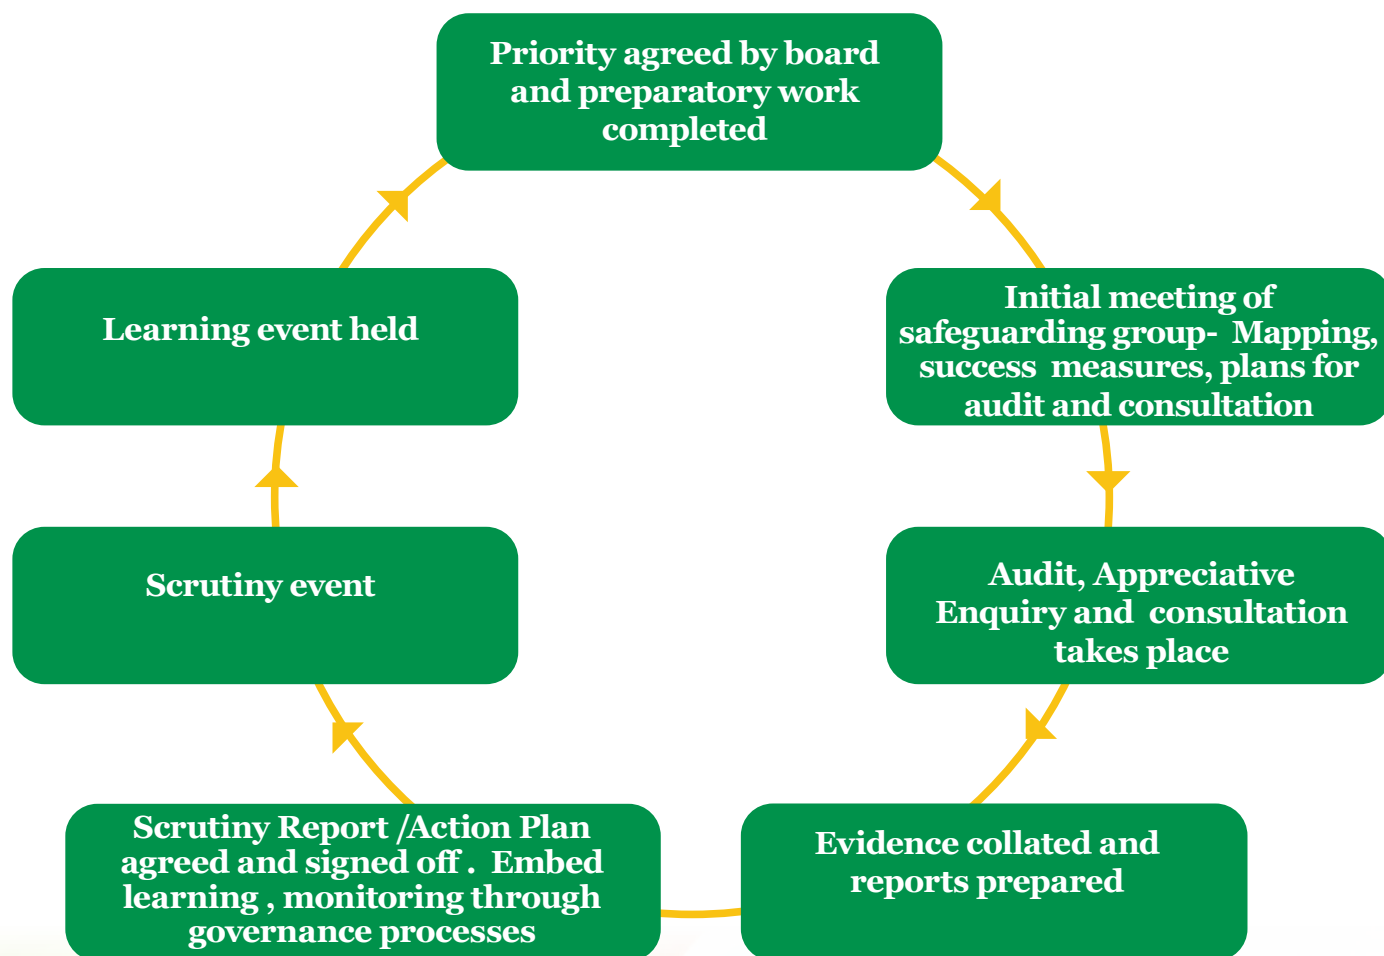 Priority agreed by board
and preparatory work
completed
Initial meeting of
safeguarding group- Mapping,
success measures, plans for
audit and consultation
Audit, Appreciative
Enquiry and consultation
takes place
Evidence collated and
reports prepared
Scrutiny Report /Action Plan
agreed and signed off . Embed
learning , monitoring through
governance processes
Scrutiny event
Learning event held